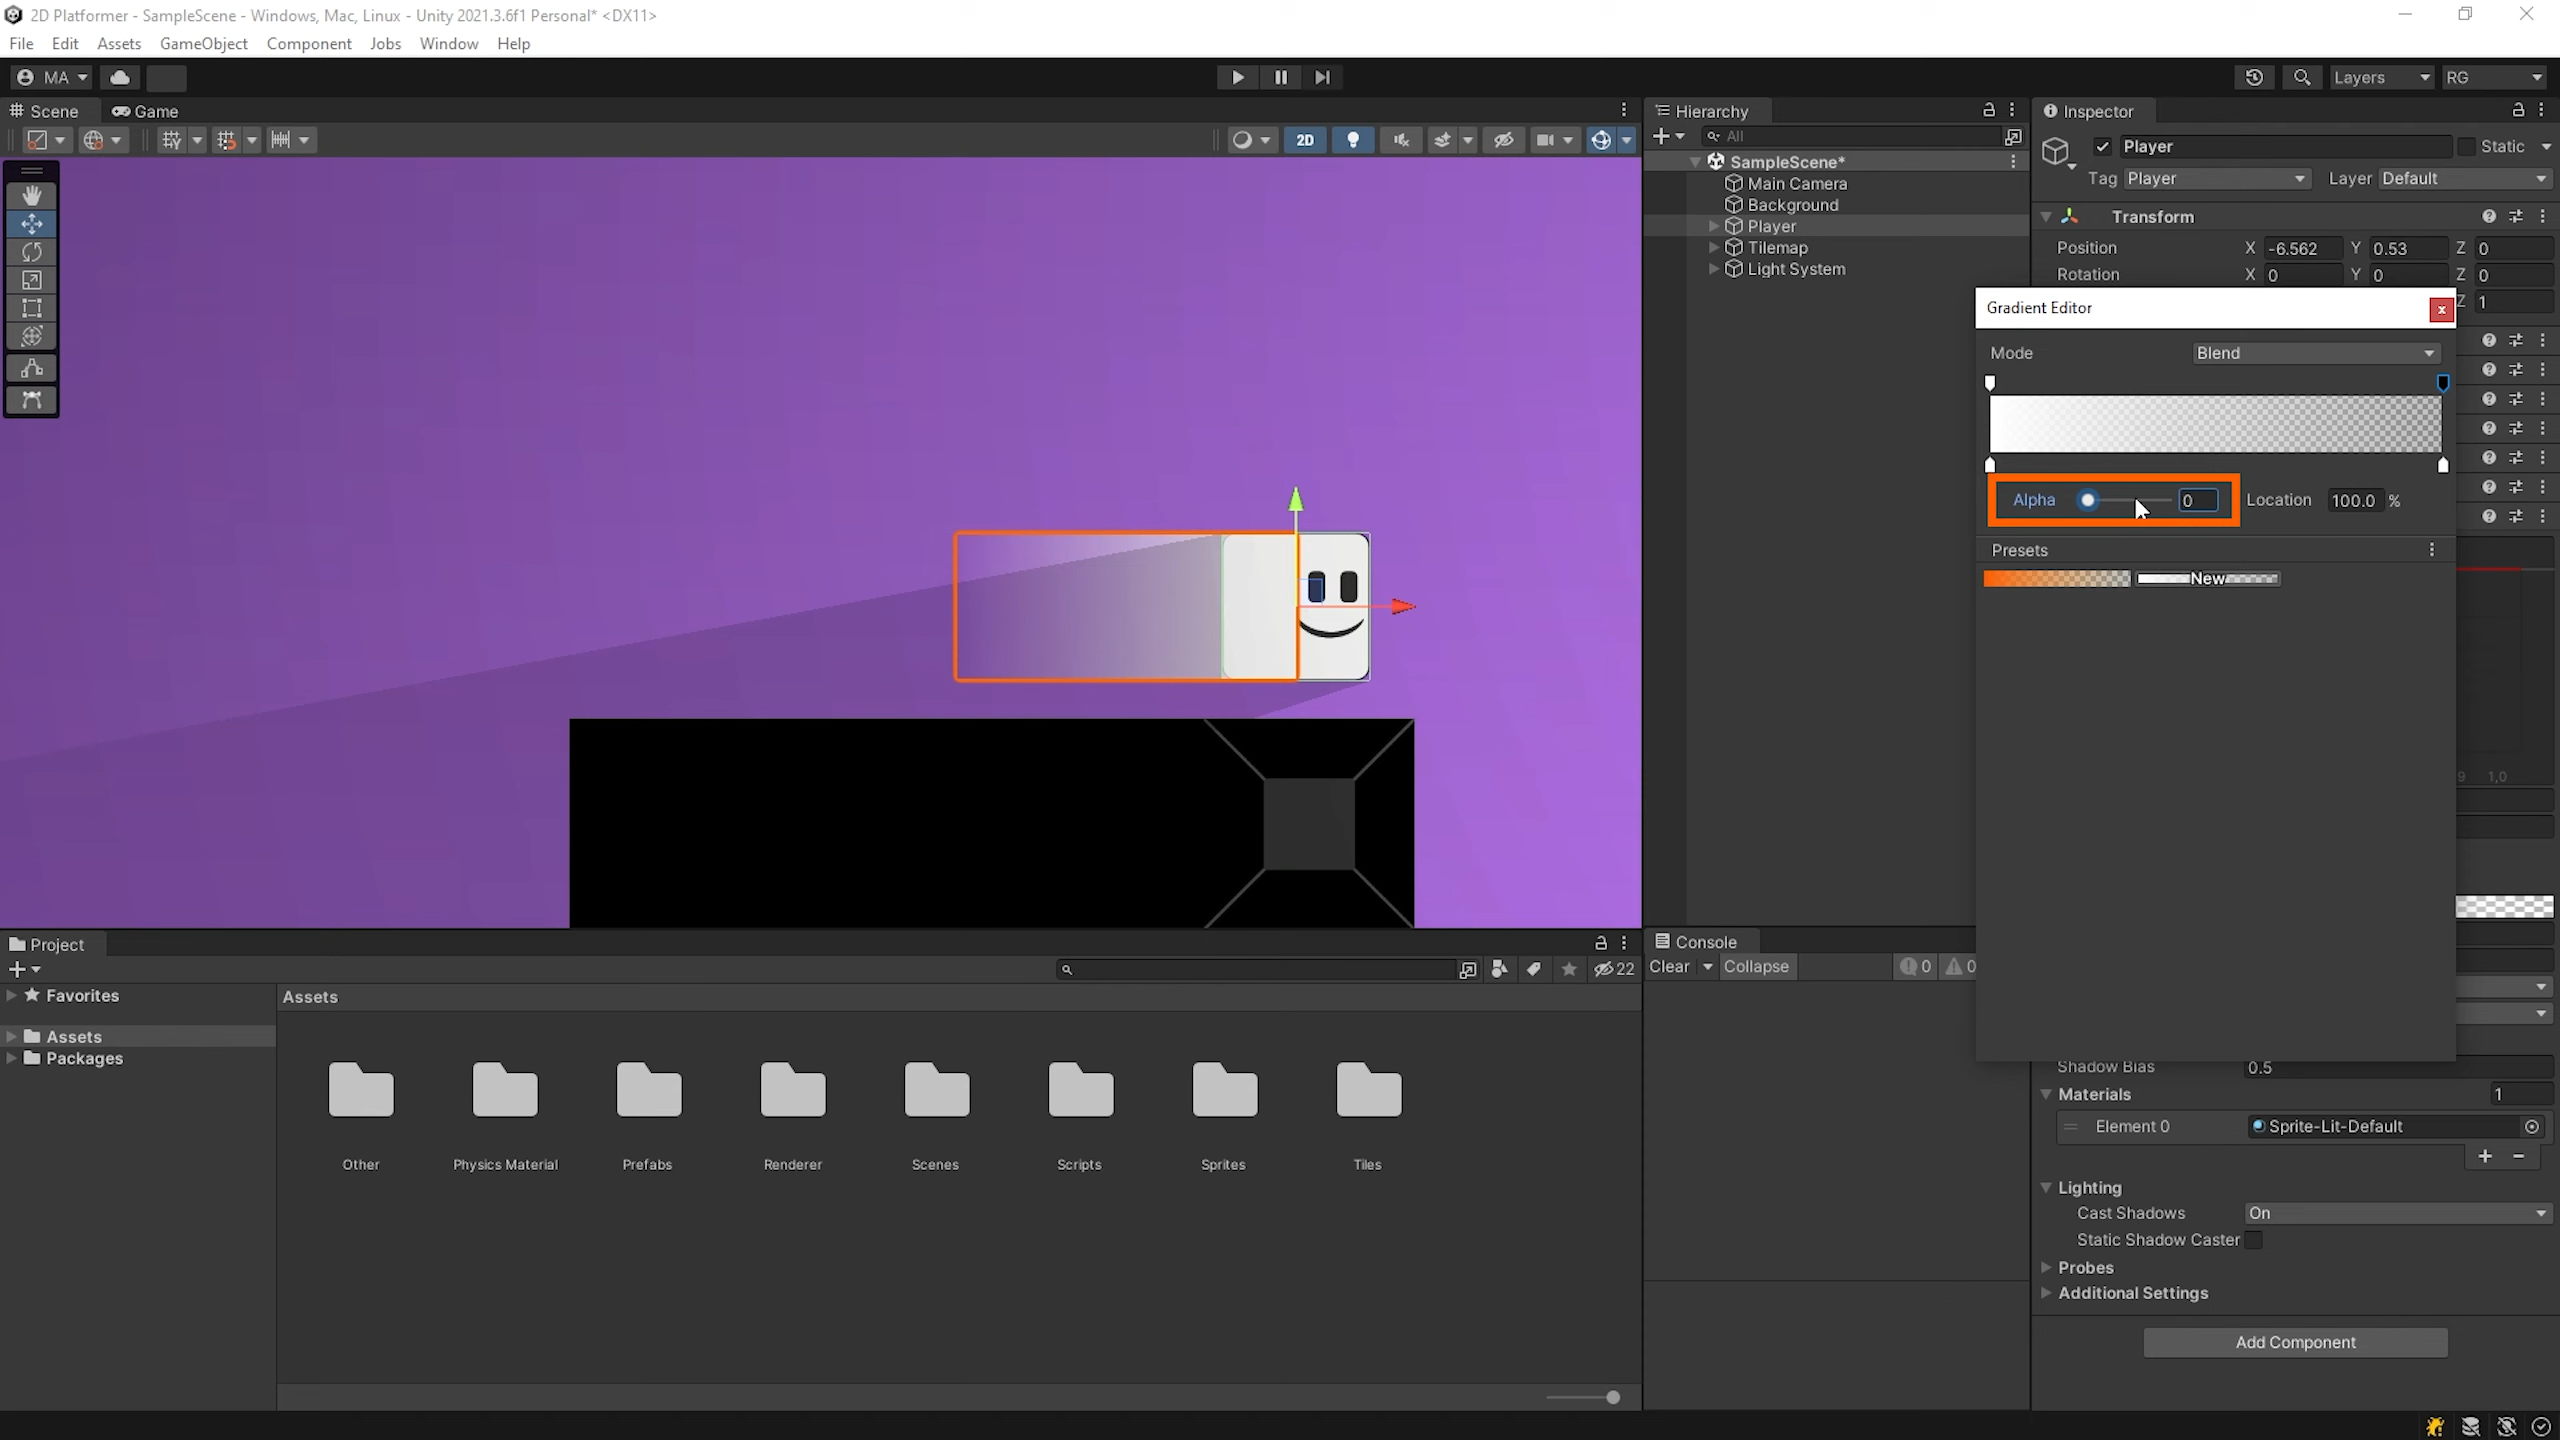 2D Platformer - SampleScene - Windows, Mac, Linux - Unity 2021.3.6f1 Personal* <DX11>
File Edit Assets GameObject Component Jobs Window Help
MA Layers RG
Scene Game
2D
Hierarchy
All
SampleScene*
Main Camera
Background
Player
Tilemap
Light System
Inspector
Player Static
Tag Player Layer Default
Transform
Position X -6.562 Y 0.53 Z 0
Rotation X 0 Y 0 Z 0
Z 1
Gradient Editor
x
Mode Blend
Alpha 0 Location 100.0 %
Presets
New
9 1,0
Shadow Bias 0.5
Materials 1
Element 0 Sprite-Lit-Default
Lighting
Cast Shadows On
Static Shadow Caster
Probes
Additional Settings
Add Component
Project
22
Favorites
Assets
Packages
Assets
Other Physics Material Prefabs Renderer Scenes Scripts Sprites Tiles
Console
Clear Collapse 0 0